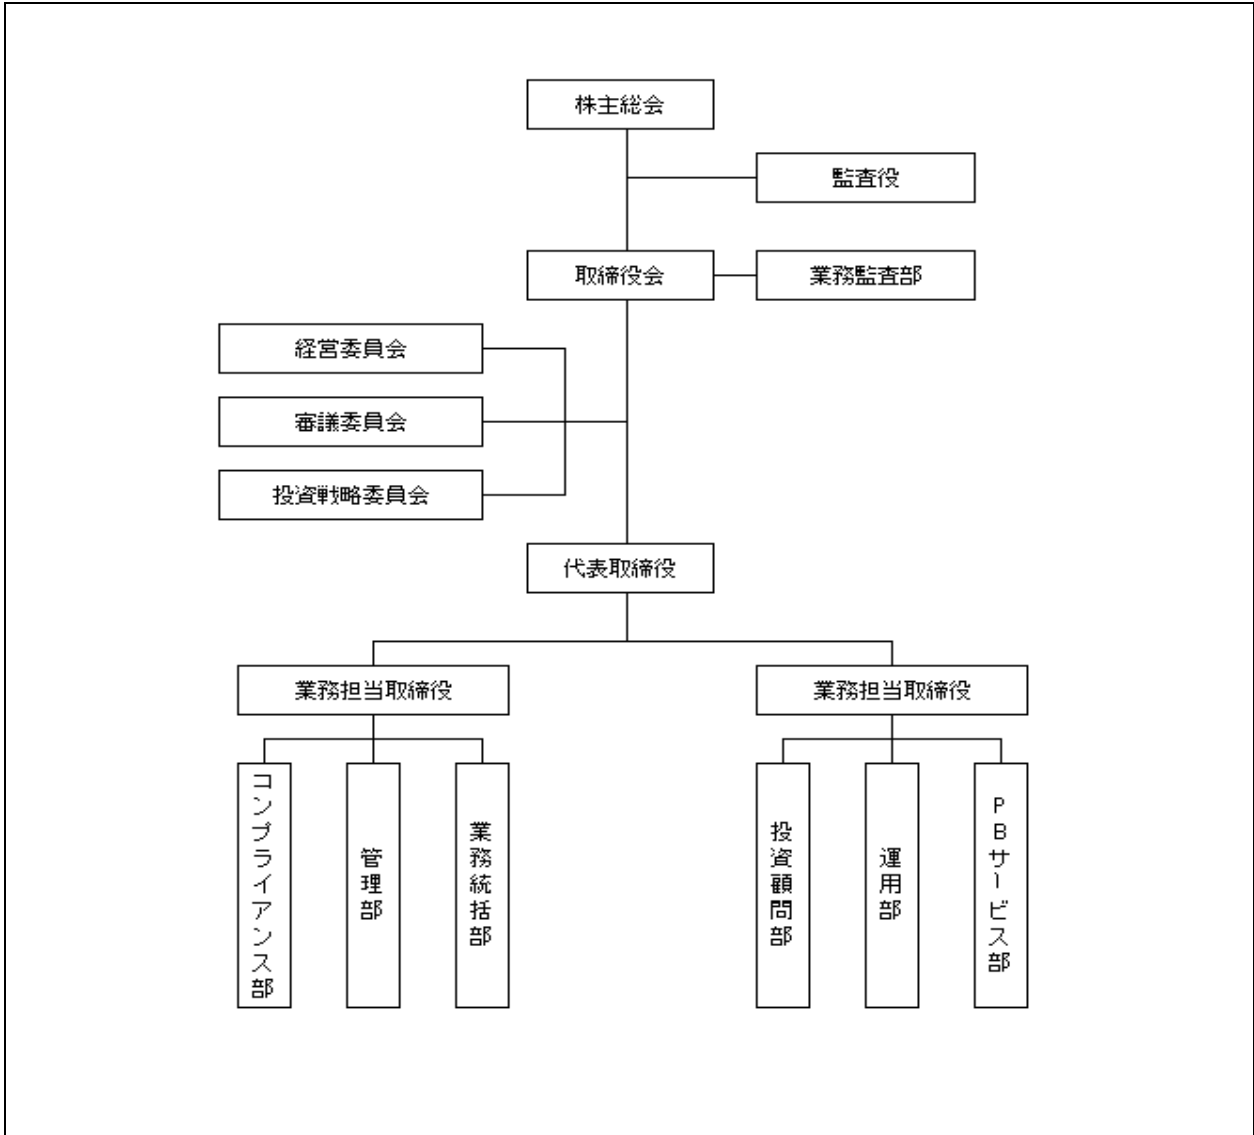 株主総会
監査役
取締役会
業務監査部
経営委員会
審議委員会
投資戦略委員会
代表取締役
業務担当取締役
業務担当取締役
コンプライアンス部
管理部
業務統括部
投資顧問部
運用部
PBサービス部